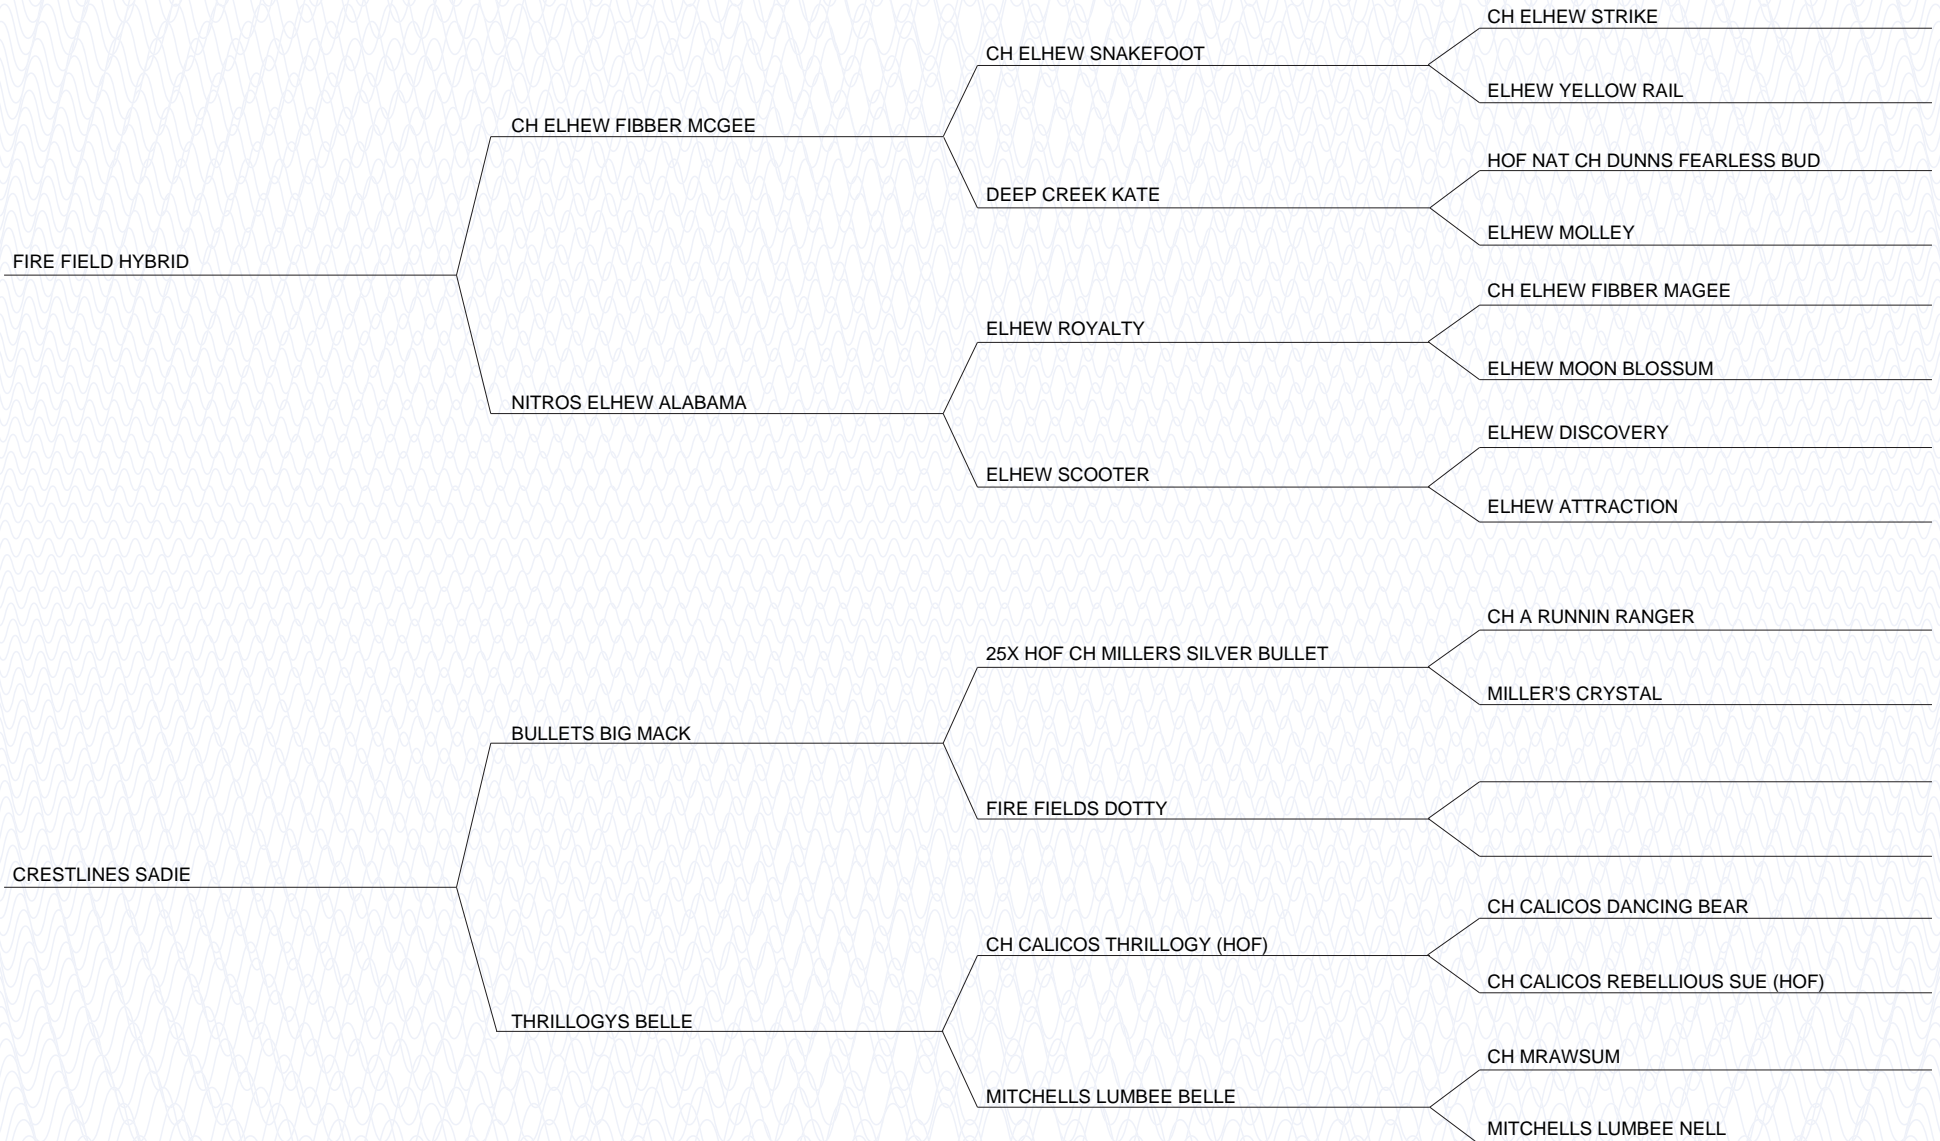 CH ELHEW STRIKE
CH ELHEW SNAKEFOOT
ELHEW YELLOW RAIL
CH ELHEW FIBBER MCGEE
HOF NAT CH DUNNS FEARLESS BUD
DEEP CREEK KATE
ELHEW MOLLEY
FIRE FIELD HYBRID
CH ELHEW FIBBER MAGEE
ELHEW ROYALTY
ELHEW MOON BLOSSUM
NITROS ELHEW ALABAMA
ELHEW DISCOVERY
ELHEW SCOOTER
ELHEW ATTRACTION
CH A RUNNIN RANGER
25X HOF CH MILLERS SILVER BULLET
MILLER'S CRYSTAL
BULLETS BIG MACK
FIRE FIELDS DOTTY
CRESTLINES SADIE
CH CALICOS DANCING BEAR
CH CALICOS THRILLOGY (HOF)
CH CALICOS REBELLIOUS SUE (HOF)
THRILLOGYS BELLE
CH MRAWSUM
MITCHELLS LUMBEE BELLE
MITCHELLS LUMBEE NELL